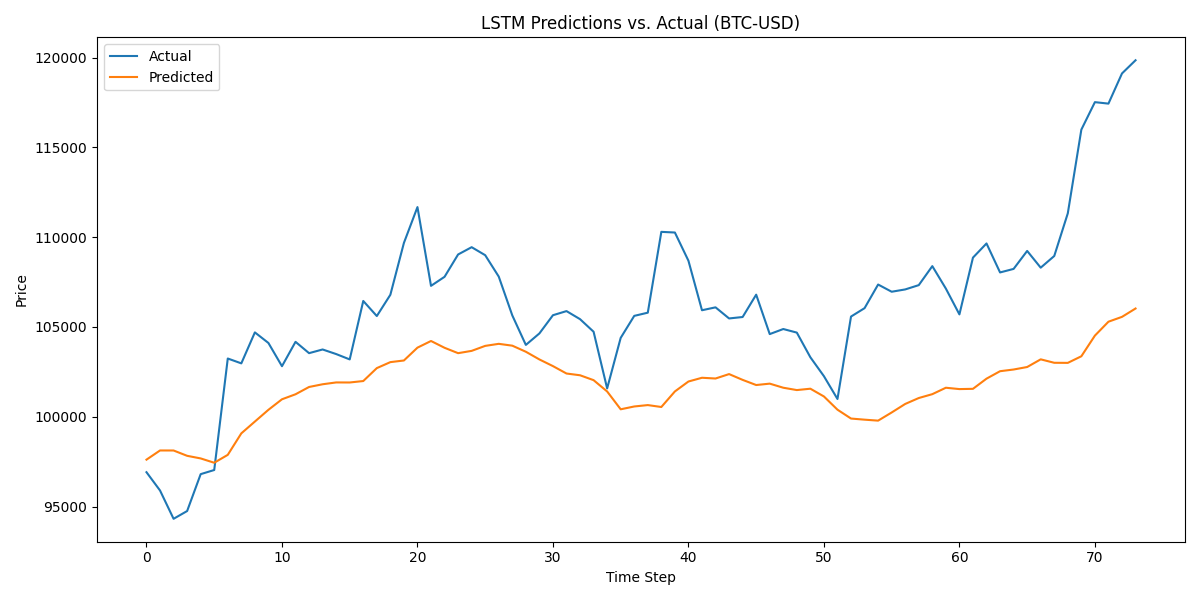 LSTM Predictions vs. Actual (BTC-USD)
Actual
Predicted
120000
115000
110000
105000
100000
95000
Price
0 10 20 30 40 50 60 70
Time Step